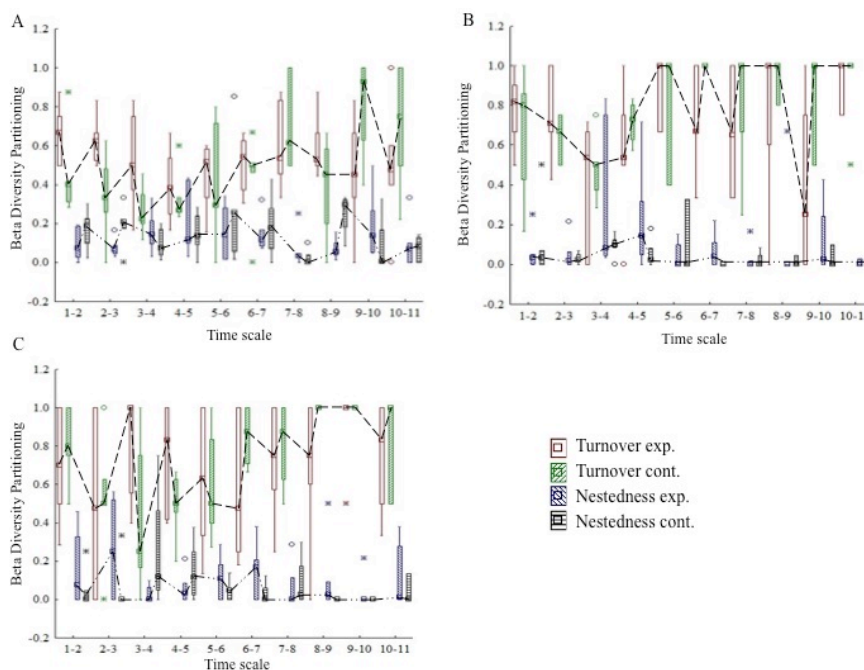 A
1.2
1.0
0.8
0.6
0.4
0.2
0.0
-0.2
Beta Diversity Partitioning
1-2 2-3 3-4 4-5 5-6 6-7 7-8 8-9 9-10 10-11
Time scale
B
1.2
1.0
0.8
0.6
0.4
0.2
0.0
-0.2
Beta Diversity Partitioning
1-2 2-3 3-4 4-5 5-6 6-7 7-8 8-9 9-10 10-11
Time scale
C
1.2
1.0
0.8
0.6
0.4
0.2
0.0
-0.2
Beta Diversity Partitioning
1-2 2-3 3-4 4-5 5-6 6-7 7-8 8-9 9-10 10-11
Time scale
Turnover exp.
Turnover cont.
Nestedness exp.
Nestedness cont.